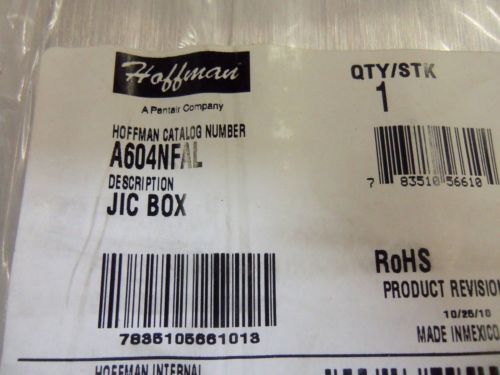 Hoffman
A Pentair Company
QTY/STK
1
HOFFMAN CATALOG NUMBER
A604NFAL
DESCRIPTION
JIC BOX
7 83510 56610
7835105661013
RoHS
PRODUCT REVISION
10/25/10
MADE INMEXICO
HOFFMAN INTERNAL